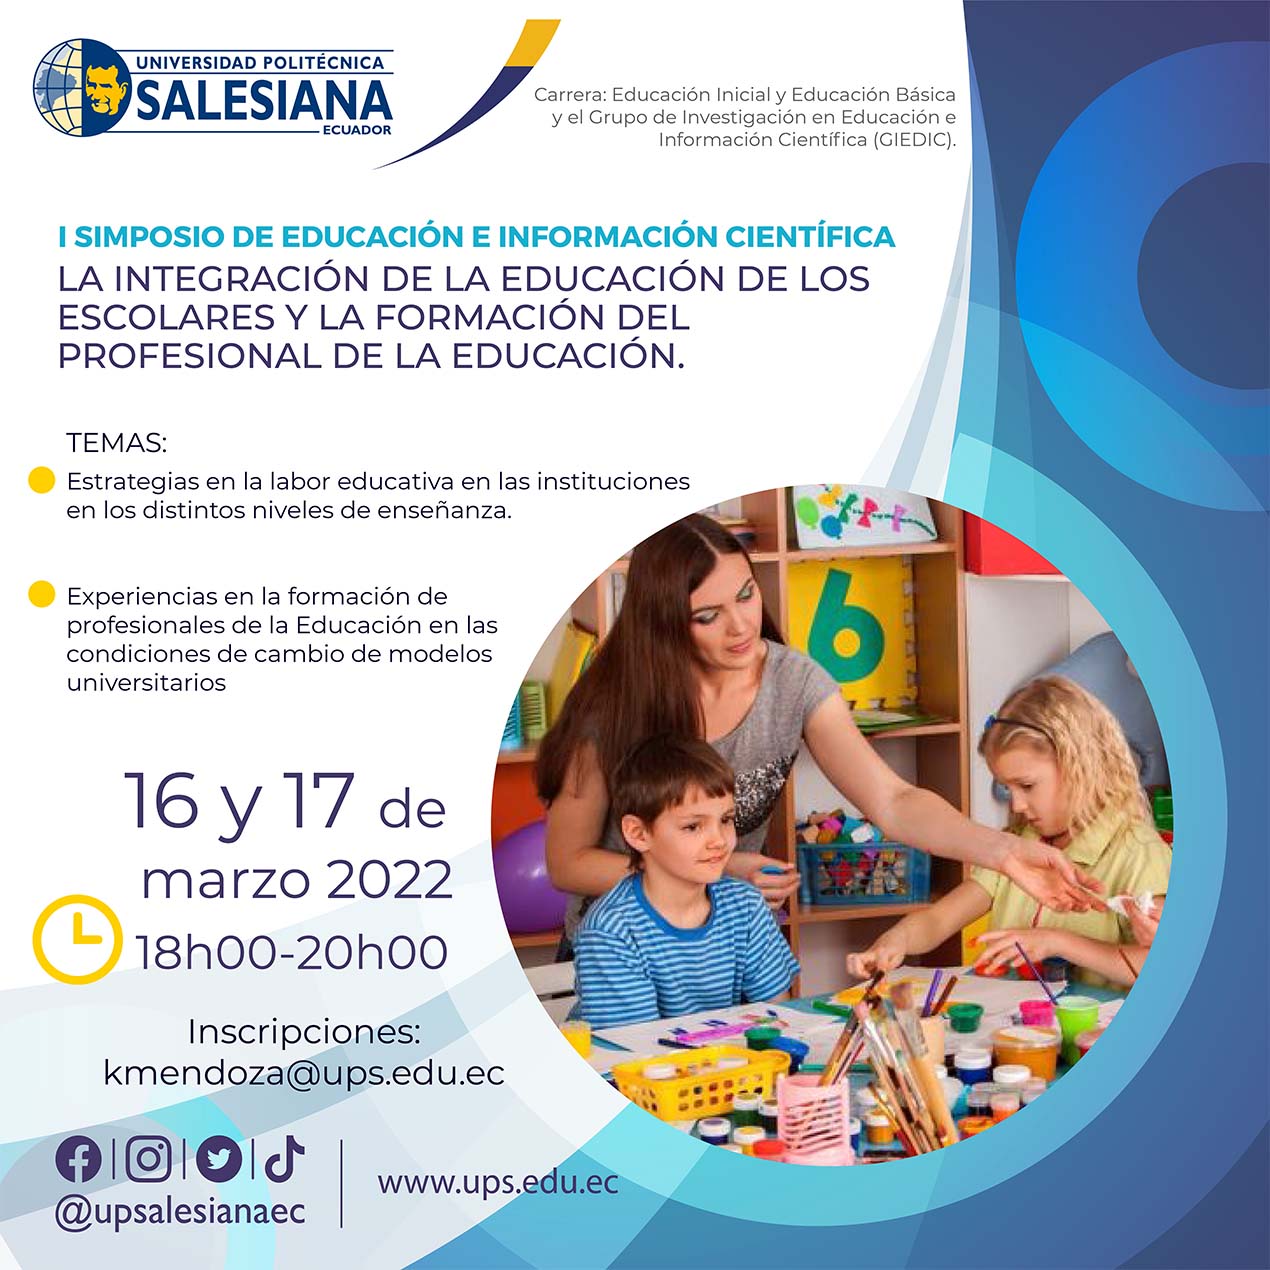 UNIVERSIDAD POLITÉCNICA
SALESIANA
ECUADOR
Carrera: Educación Inicial y Educación Básica
y el Grupo de Investigación en Educación e
Información Científica (GIEDIC).
I SIMPOSIO DE EDUCACIÓN E INFORMACIÓN CIENTÍFICA
LA INTEGRACIÓN DE LA EDUCACIÓN DE LOS
ESCOLARES Y LA FORMACIÓN DEL
PROFESIONAL DE LA EDUCACIÓN.
TEMAS:
Estrategias en la labor educativa en las instituciones
en los distintos niveles de enseñanza.
Experiencias en la formación de
profesionales de la Educación en las
condiciones de cambio de modelos
universitarios
6
16 y 17 de
marzo 2022
18h00-20h00
Inscripciones:
kmendoza@ups.edu.ec
@upsalesianaec
www.ups.edu.ec